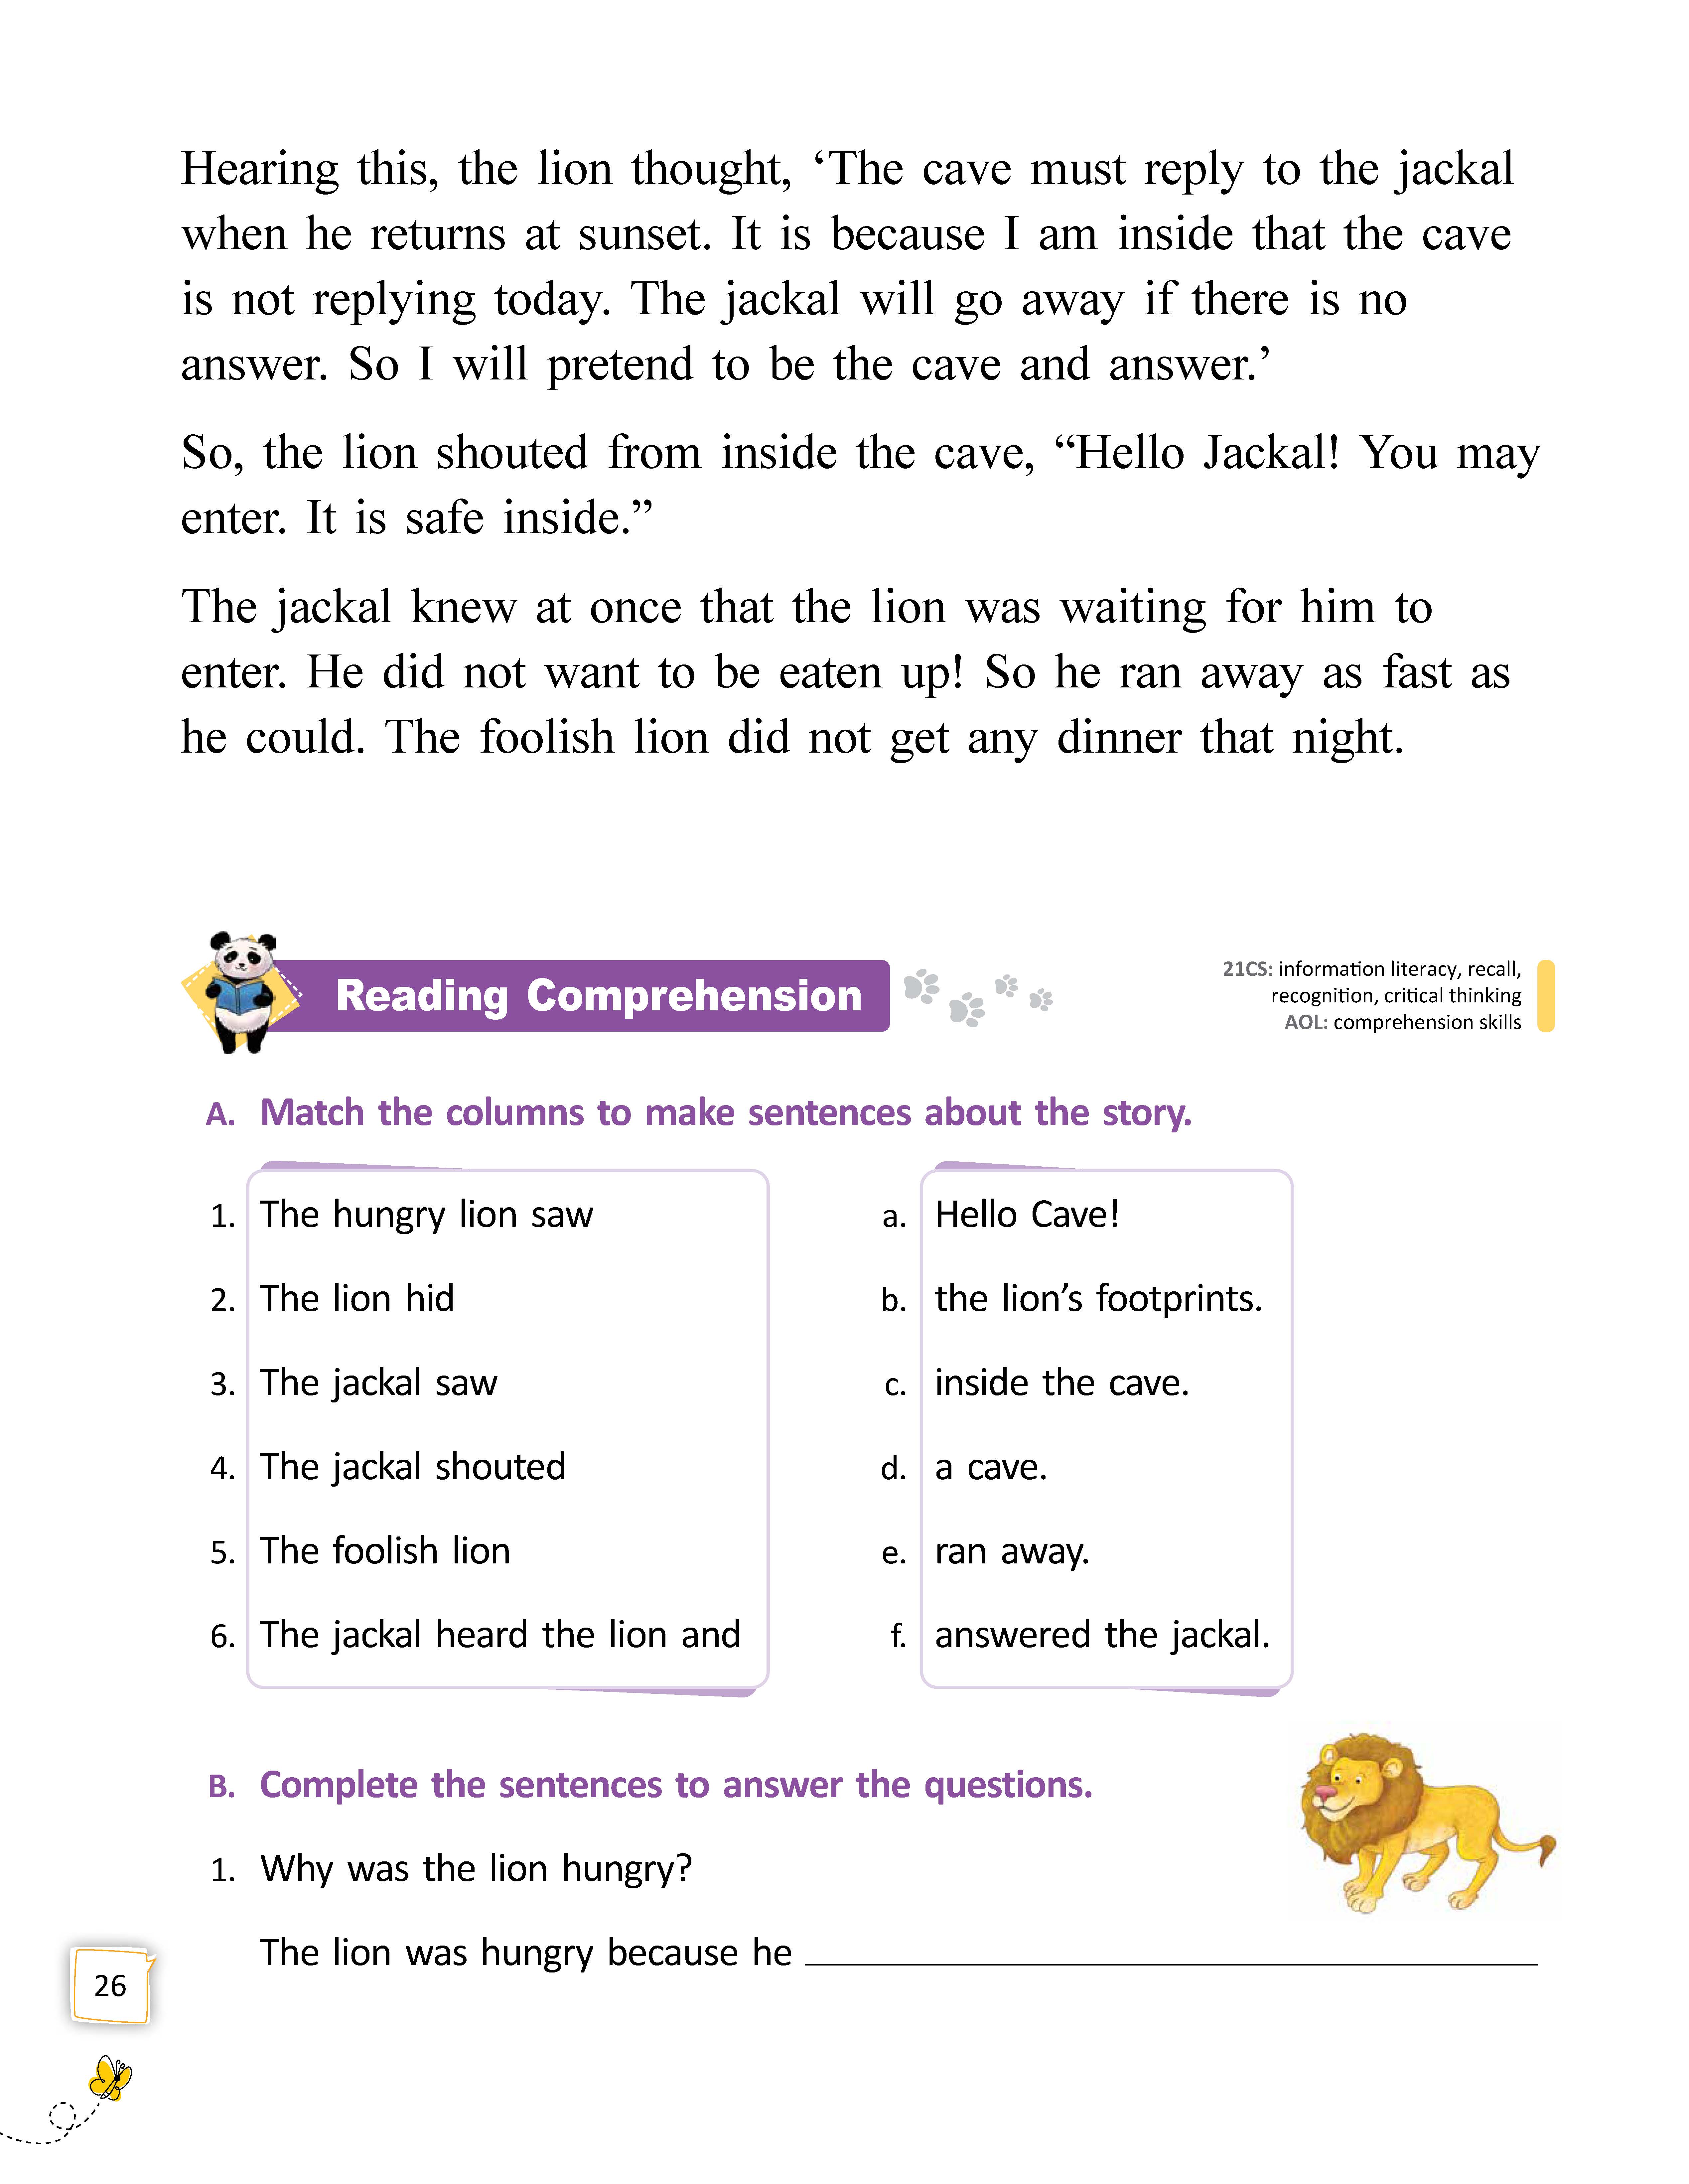 Hearing this, the lion thought, ‘The cave must reply to the jackal
when he returns at sunset. It is because I am inside that the cave
is not replying today. The jackal will go away if there is no
answer. So I will pretend to be the cave and answer.’
So, the lion shouted from inside the cave, “Hello Jackal! You may
enter. It is safe inside.”
The jackal knew at once that the lion was waiting for him to
enter. He did not want to be eaten up! So he ran away as fast as
he could. The foolish lion did not get any dinner that night.
Reading Comprehension
21CS: information literacy, recall,
recognition, critical thinking
AOL: comprehension skills
A. Match the columns to make sentences about the story.
1. The hungry lion saw
2. The lion hid
3. The jackal saw
4. The jackal shouted
5. The foolish lion
6. The jackal heard the lion and
a. Hello Cave!
b. the lion’s footprints.
c. inside the cave.
d. a cave.
e. ran away.
f. answered the jackal.
B. Complete the sentences to answer the questions.
1. Why was the lion hungry?
The lion was hungry because he
26